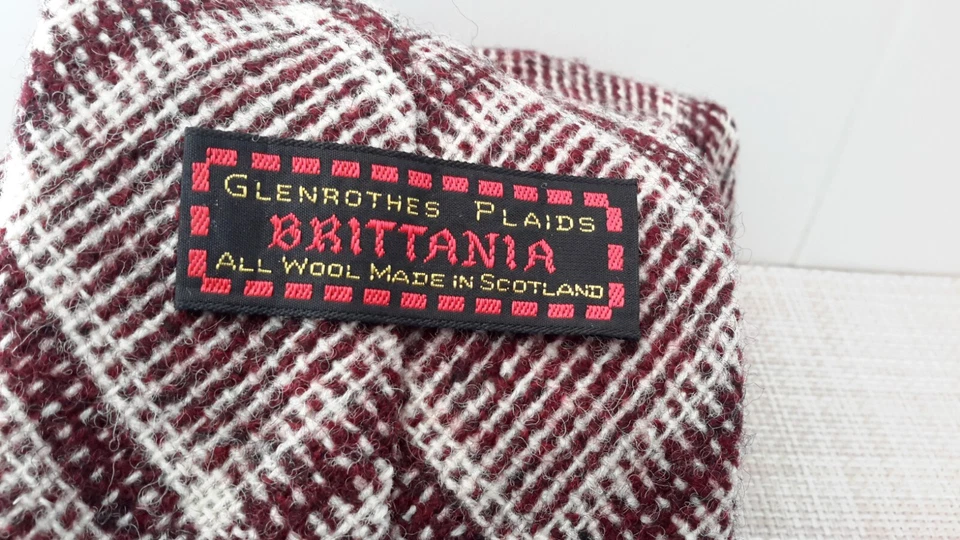 GLENROTHES PLAIDS
BRITTANIA
ALL WOOL MADE IN SCOTLAND